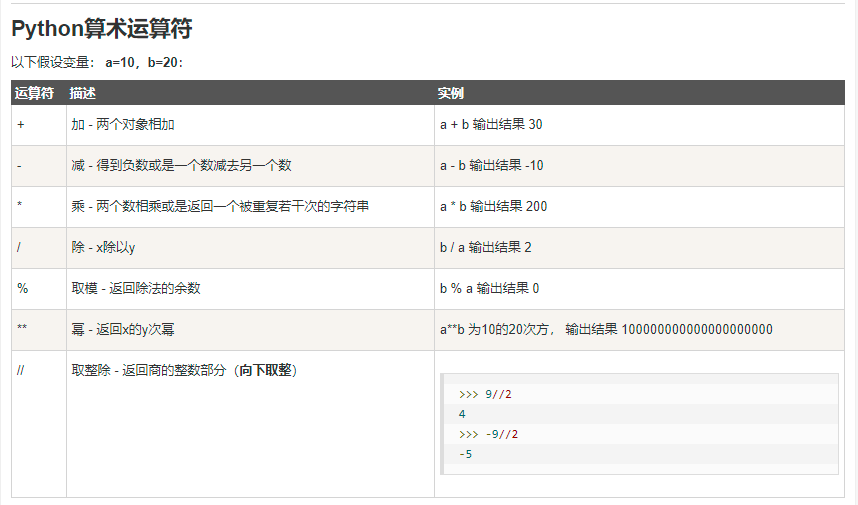 Python算术运算符
以下假设变量： a=10，b=20：
运算符 描述 实例
+ 加 - 两个对象相加 a + b 输出结果 30
- 减 - 得到负数或是一个数减去另一个数 a - b 输出结果 -10
* 乘 - 两个数相乘或是返回一个被重复若干次的字符串 a * b 输出结果 200
/ 除 - x除以y b / a 输出结果 2
% 取模 - 返回除法的余数 b % a 输出结果 0
** 幂 - 返回x的y次幂 a**b 为10的20次方， 输出结果 100000000000000000000
// 取整除 - 返回商的整数部分（向下取整）
>>> 9//2
4
>>> -9//2
-5